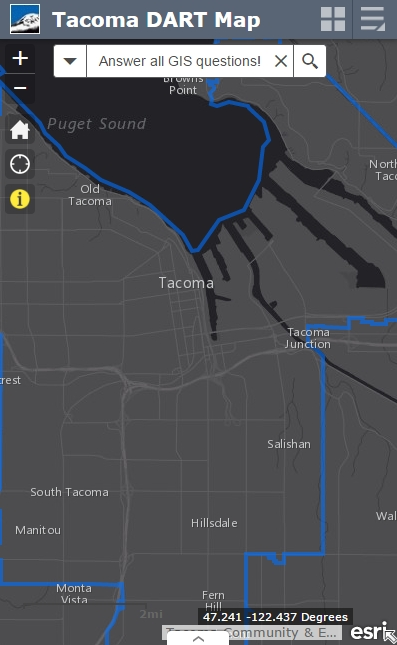 Tacoma DART Map
+
Answer all GIS questions!
−
Browns
Point
Puget Sound
i
Old
Tacoma
North
Taco
Tacoma
Tacoma
Junction
rest
Salishan
South Tacoma
Hillsdale
Wal
Manitou
Monta
Vista
Fern
Hill
2mi
47.241 -122.437 Degrees
Tacoma Community & E...
esri